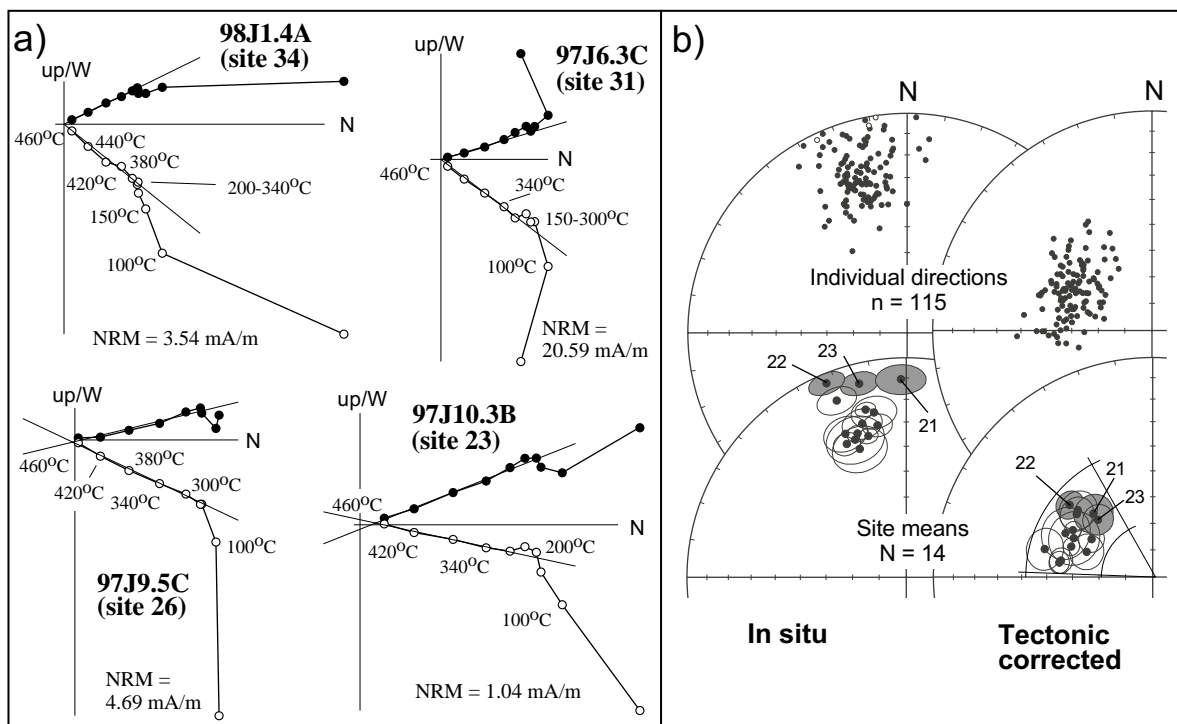 a)
98J1.4A
(site 34)
up/W
N
460°C
440°C
380°C
420°C
200-340°C
150°C
100°C
NRM = 3.54 mA/m
97J6.3C
(site 31)
up/W
N
460°C
340°C
150-300°C
100°C
NRM =
20.59 mA/m
up/W
N
460°C
380°C
420°C
340°C
300°C
100°C
97J9.5C
(site 26)
NRM =
4.69 mA/m
up/W
97J10.3B
(site 23)
N
460°C
420°C
340°C
200°C
100°C
NRM = 1.04 mA/m
b)
N
N
Individual directions
n = 115
22
23
21
22
21
23
Site means
N = 14
In situ
Tectonic
corrected